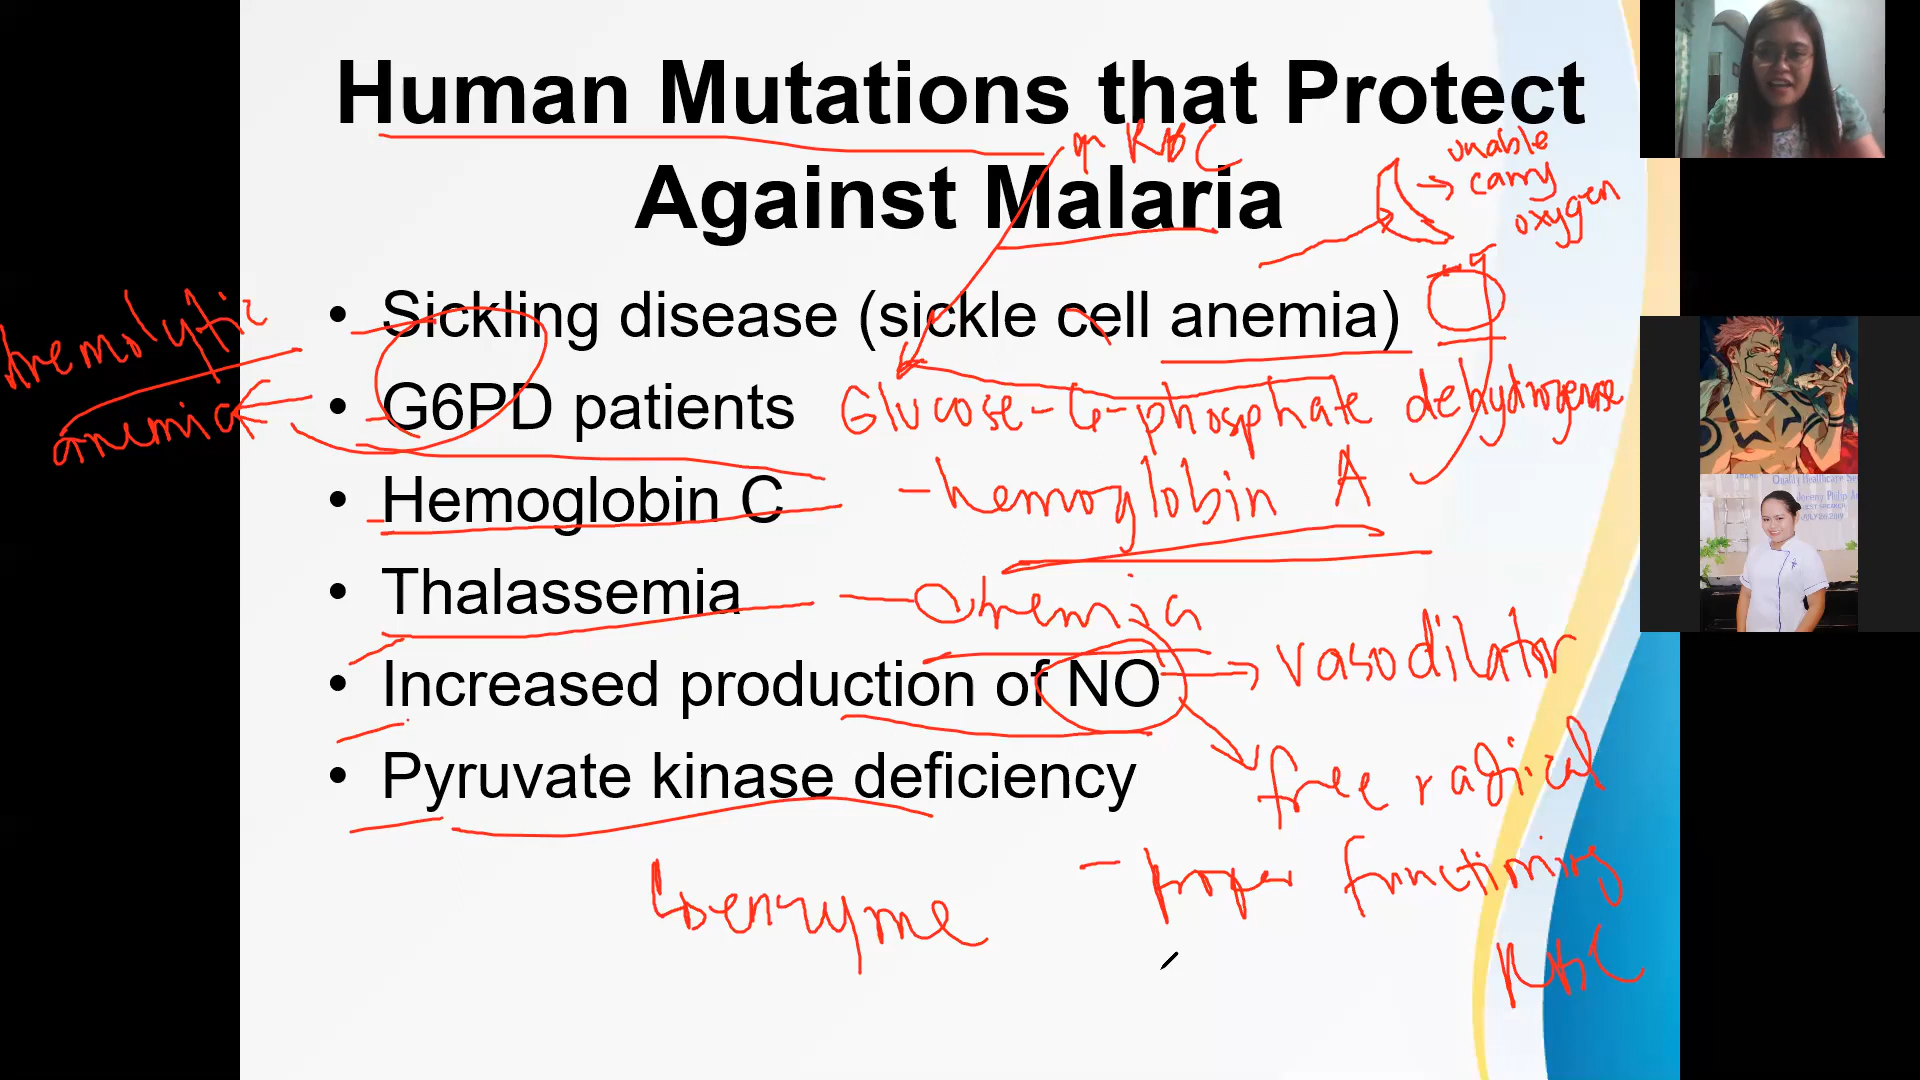 Human Mutations that Protect
Against Malaria
on RBC
unable
carry
oxygen
• Sickling disease (sickle cell anemia)
hemolytic
anemia
• G6PD patients
Glucose-6-phosphate dehydrogenase
• Hemoglobin C
- hemoglobin A
• Thalassemia
- anemia
• Increased production of NO
→ vasodilator
free radical
• Pyruvate kinase deficiency
- proper functioning
RBC
coenzyme